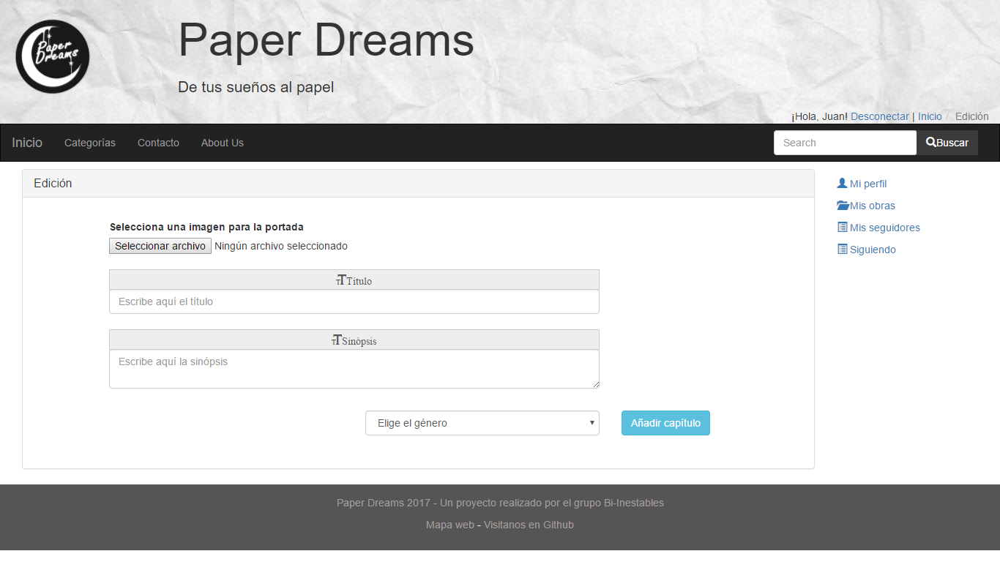 Paper Dreams
Paper Dreams
De tus sueños al papel
¡Hola, Juan! Desconectar | Inicio / Edición
Inicio Categorías Contacto About Us Search Buscar
Edición
Mi perfil
Mis obras
Mis seguidores
Siguiendo
Selecciona una imagen para la portada
Seleccionar archivo Ningún archivo seleccionado
Título
Escribe aquí el título
Sinópsis
Escribe aquí la sinópsis
Elige el género Añadir capítulo
Paper Dreams 2017 - Un proyecto realizado por el grupo Bi-Inestables
Mapa web - Visitanos en Github